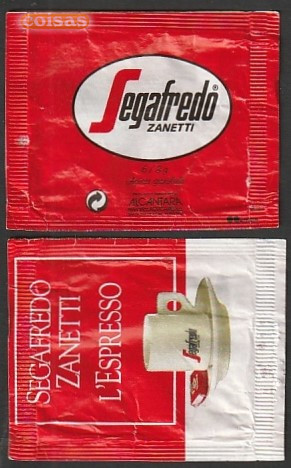 coisas
Segafredo®
ZANETTI
ALCANTARA
SEGAFREDO
ZANETTI
L'ESPRESSO
Segafredo